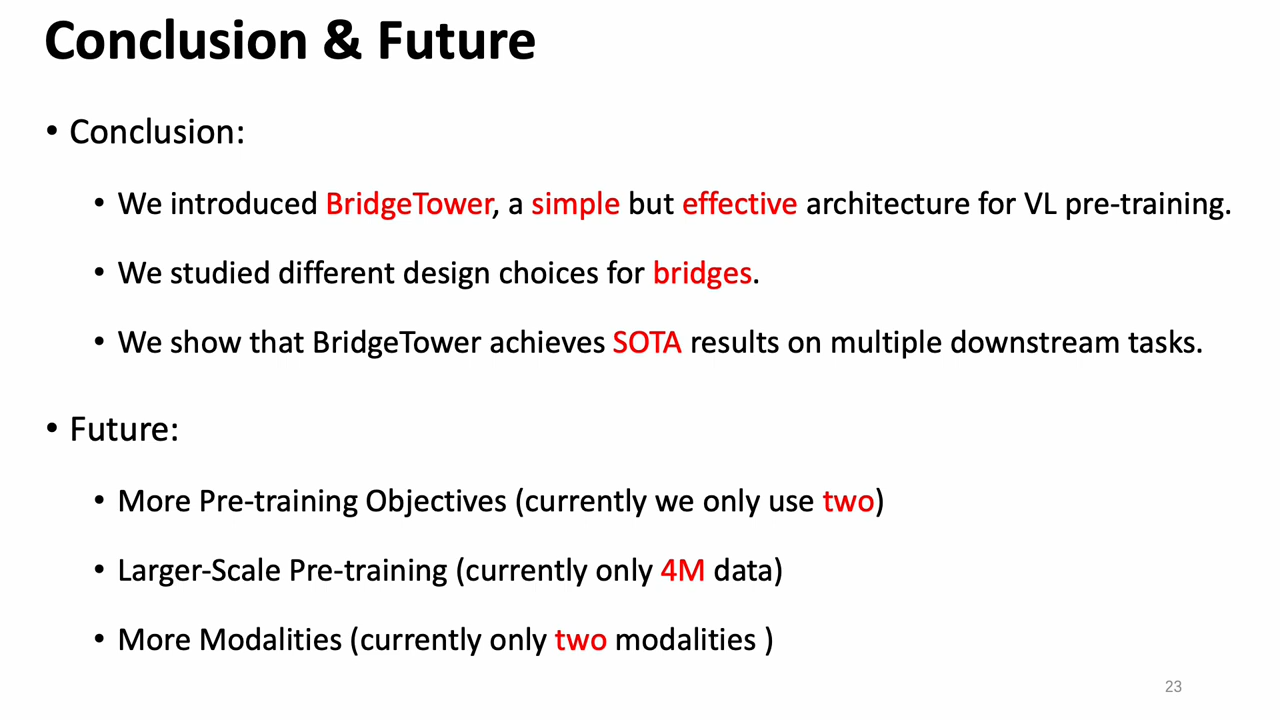 Conclusion & Future
• Conclusion:
• We introduced BridgeTower, a simple but effective architecture for VL pre-training.
• We studied different design choices for bridges.
• We show that BridgeTower achieves SOTA results on multiple downstream tasks.
• Future:
• More Pre-training Objectives (currently we only use two)
• Larger-Scale Pre-training (currently only 4M data)
• More Modalities (currently only two modalities )
23